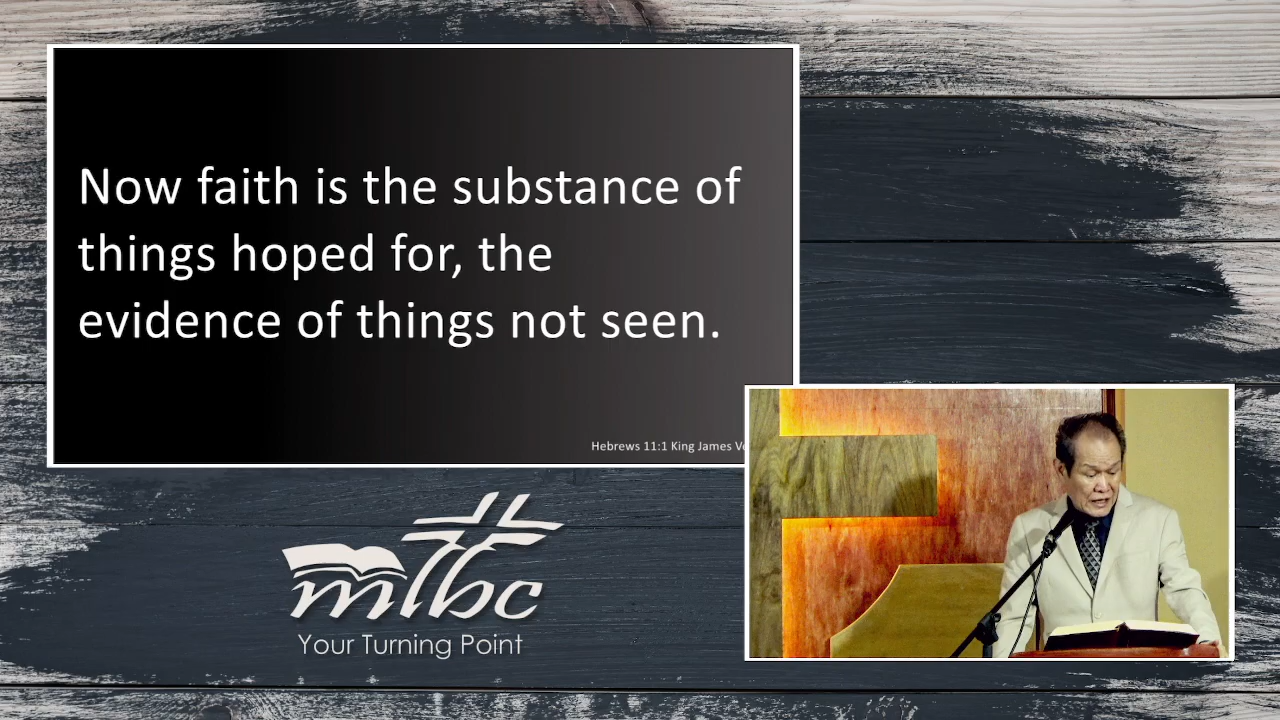 Now faith is the substance of
things hoped for, the
evidence of things not seen.
Hebrews 11:1 King James
mlbc
Your Turning Point